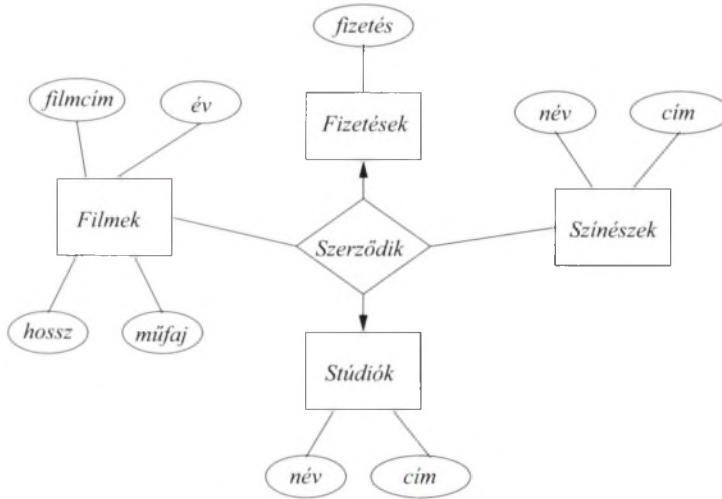 fizetés
filmcím
év
Fizetések
név
cím
Filmek
Szerződik
Színészek
hossz
műfaj
Stúdiók
név
cím